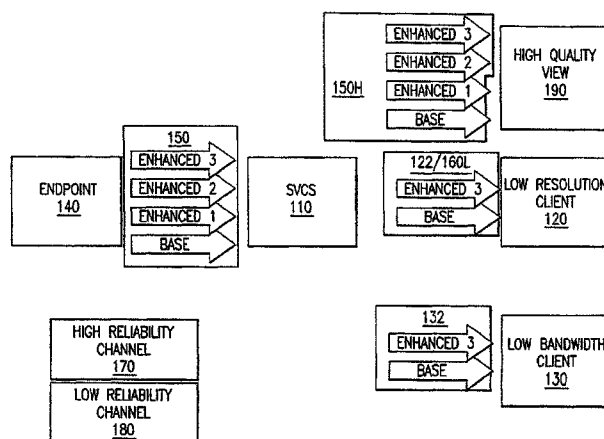 150H
ENHANCED 3
ENHANCED 2
ENHANCED 1
BASE
HIGH QUALITY
VIEW
190
ENDPOINT
140
150
ENHANCED 3
ENHANCED 2
ENHANCED 1
BASE
SVCS
110
122/160L
ENHANCED 3
BASE
LOW RESOLUTION
CLIENT
120
HIGH RELIABILITY
CHANNEL
170
LOW RELIABILITY
CHANNEL
180
132
ENHANCED 3
BASE
LOW BANDWIDTH
CLIENT
130